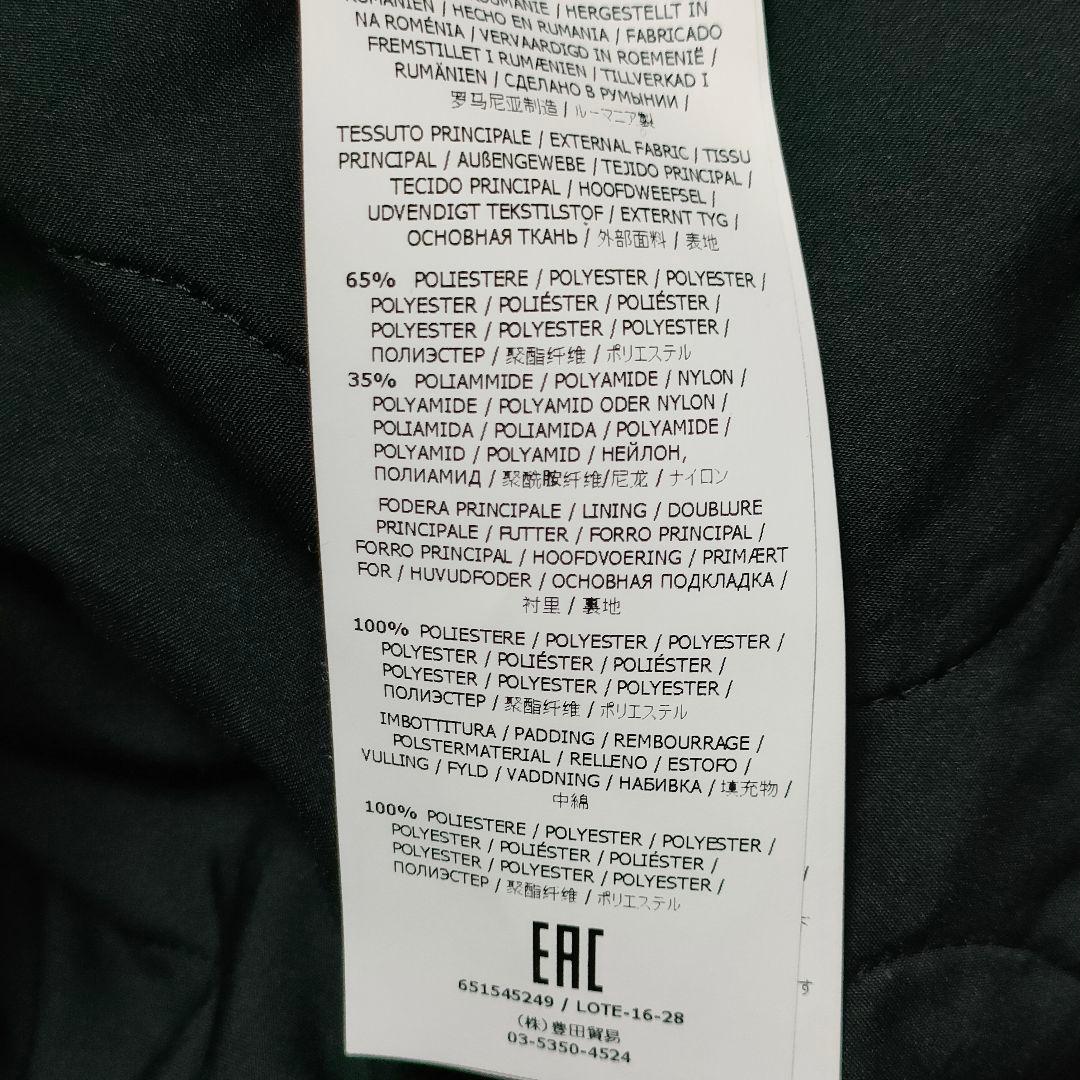 RUMÄNIEN / HECHO EN RUMANIA / FABRICADO
NA ROMÉNIA / VERVAARDIGD IN ROEMENIË /
FREMSTILLET I RUMÆNIEN / TILLVERKAD I
RUMÄNIEN / СДЕЛАНО В РУМЫНИИ /
罗马尼亚制造 / ルーマニア製
TESSUTO PRINCIPALE / EXTERNAL FABRIC / TISSU
PRINCIPAL / AUßENGEWEBE / TEJIDO PRINCIPAL /
TECIDO PRINCIPAL / HOOFDWEEFSEL /
UDVENDIGT TEKSTILSTOF / EXTERNT TYG /
ОСНОВНАЯ ТКАНЬ / 外部面料 / 表地
65% POLIESTERE / POLYESTER / POLYESTER /
POLYESTER / POLIÉSTER / POLIÉSTER /
POLYESTER / POLYESTER / POLYESTER /
ПОЛИЭСТЕР / 聚酯纤维 / ポリエステル
35% POLIAMMIDE / POLYAMIDE / NYLON /
POLYAMIDE / POLYAMID ODER NYLON /
POLIAMIDA / POLIAMIDA / POLYAMIDE /
POLYAMID / POLYAMID / НЕЙЛОН,
ПОЛИАМИД / 聚酰胺纤维/尼龙 / ナイロン
FODERA PRINCIPALE / LINING / DOUBLURE
PRINCIPALE / FUTTER / FORRO PRINCIPAL /
FORRO PRINCIPAL / HOOFDVOERING / PRIMÆRT
FOR / HUVUDFODER / ОСНОВНАЯ ПОДКЛАДКА /
衬里 / 裏地
100% POLIESTERE / POLYESTER / POLYESTER /
POLYESTER / POLIÉSTER / POLIÉSTER /
POLYESTER / POLYESTER / POLYESTER /
ПОЛИЭСТЕР / 聚酯纤维 / ポリエステル
IMBOTTITURA / PADDING / REMBOURRAGE /
POLSTERMATERIAL / RELLENO / ESTOFO /
VULLING / FYLD / VADDNING / НАБИВКА / 填充物 /
中綿
100% POLIESTERE / POLYESTER / POLYESTER /
POLYESTER / POLIÉSTER / POLIÉSTER /
POLYESTER / POLYESTER / POLYESTER /
ПОЛИЭСТЕР / 聚酯纤维 / ポリエステル
EAC
651545249 / LOTE-16-28
(株)豊田貿易
03-5350-4524